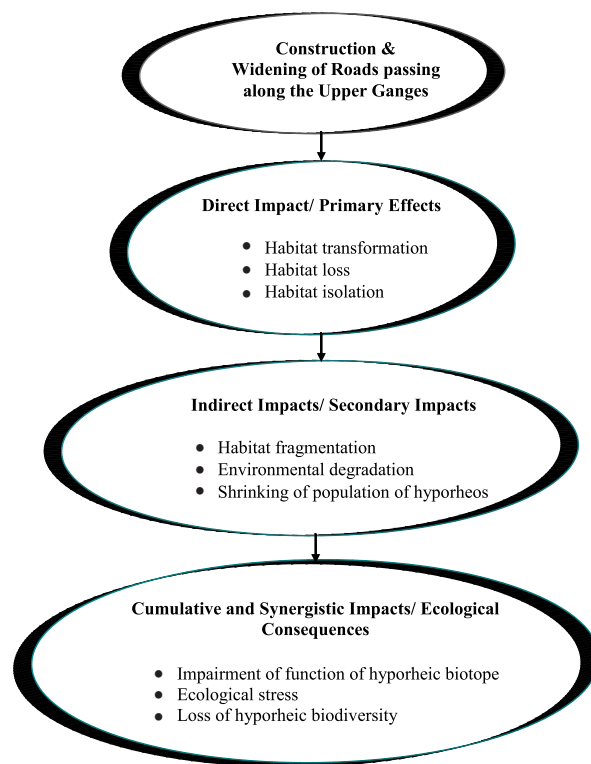 Construction &
Widening of Roads passing
along the Upper Ganges
Direct Impact/ Primary Effects
● Habitat transformation
● Habitat loss
● Habitat isolation
Indirect Impacts/ Secondary Impacts
● Habitat fragmentation
● Environmental degradation
● Shrinking of population of hyporheos
Cumulative and Synergistic Impacts/ Ecological
Consequences
● Impairment of function of hyporheic biotope
● Ecological stress
● Loss of hyporheic biodiversity